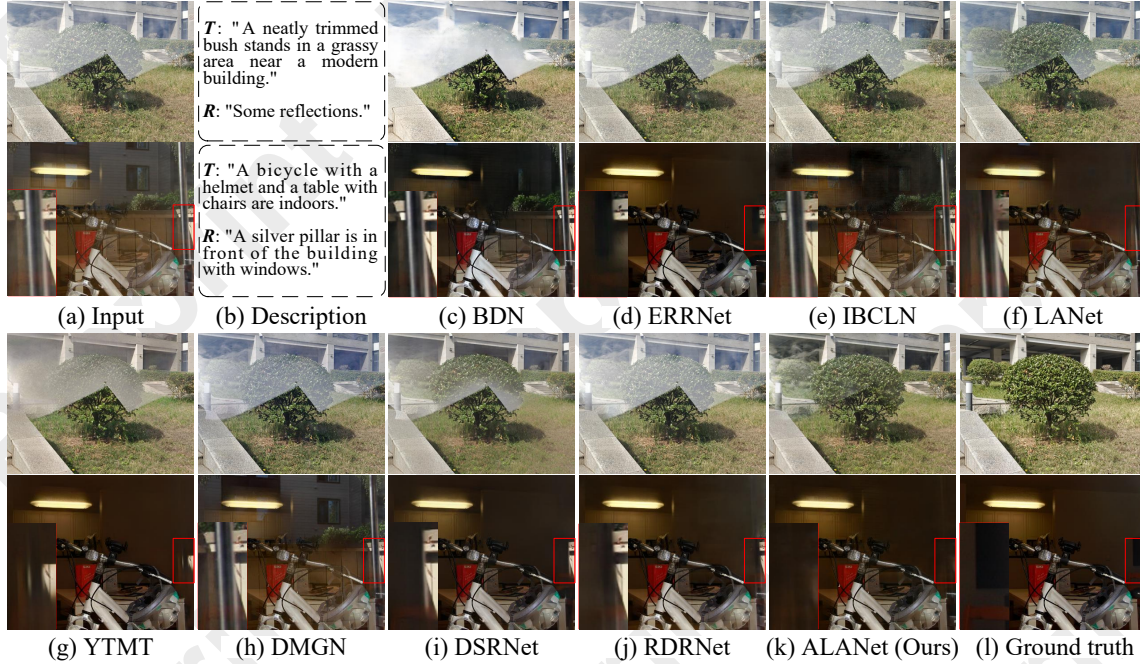 T: "A neatly trimmed
bush stands in a grassy
area near a modern
building."
R: "Some reflections."
T: "A bicycle with a
helmet and a table with
chairs are indoors."
R: "A silver pillar is in
front of the building
with windows."
(a) Input
(b) Description
(c) BDN
(d) ERRNet
(e) IBCLN
(f) LANet
(g) YTMT
(h) DMGN
(i) DSRNet
(j) RDRNet
(k) ALANet (Ours)
(l) Ground truth